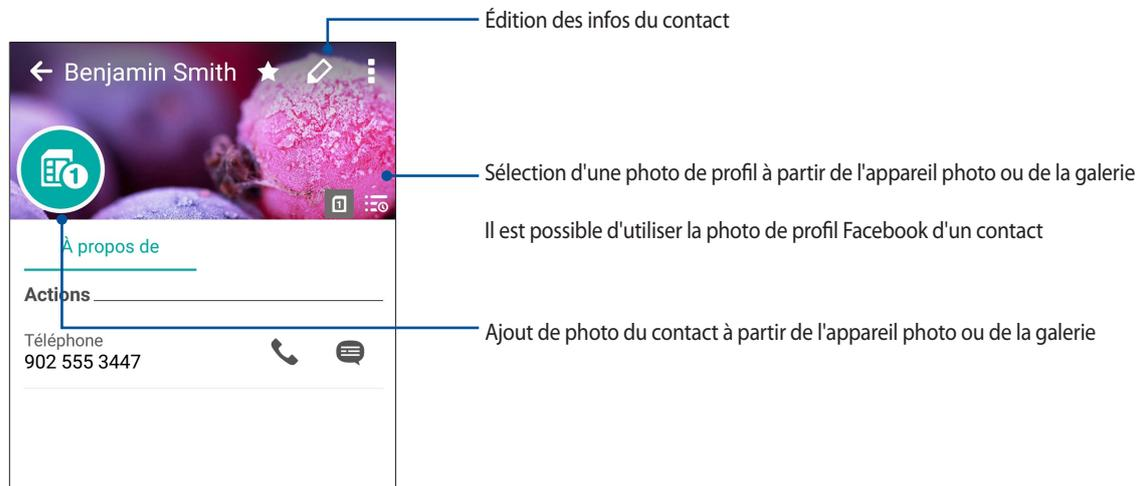 Édition des infos du contact
Benjamin Smith
1
1
Sélection d'une photo de profil à partir de l'appareil photo ou de la galerie
Il est possible d'utiliser la photo de profil Facebook d'un contact
À propos de
Actions
Ajout de photo du contact à partir de l'appareil photo ou de la galerie
Téléphone
902 555 3447